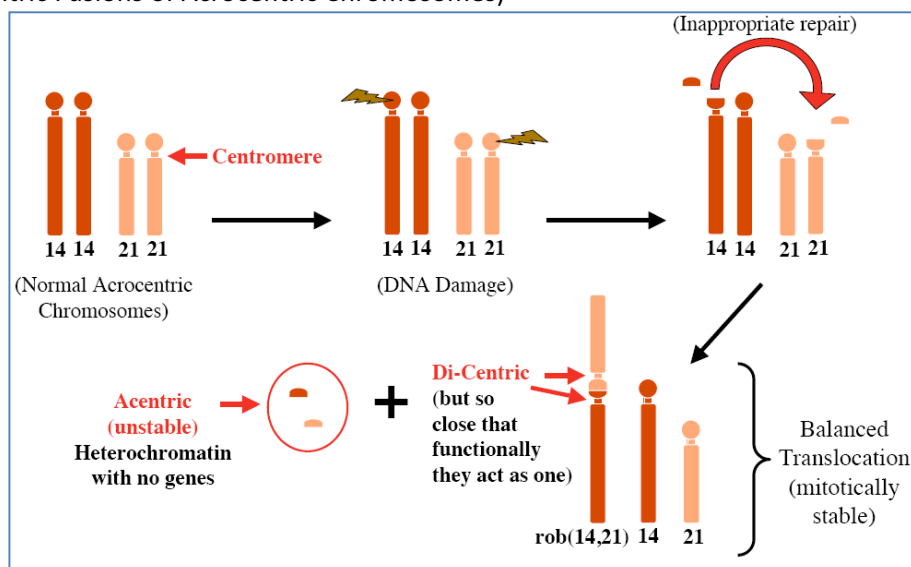 (Inappropriate repair)
Centromere
14 14 21 21
14 14 21 21
14 14 21 21
(Normal Acrocentric
Chromosomes)
(DNA Damage)
Acentric
(unstable)
Heterochromatin
with no genes
+
Di-Centric
(but so
close that
functionally
they act as one)
rob(14,21) 14 21
Balanced
Translocation
(mitotically
stable)